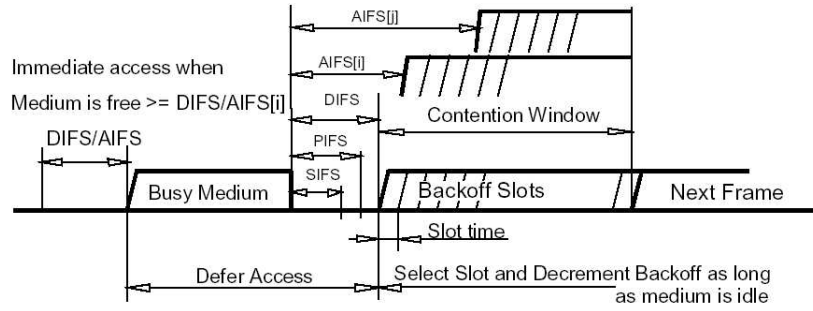 AIFS[j]
Immediate access when
AIFS[i]
Medium is free >= DIFS/AIFS[i]
DIFS
Contention Window
DIFS/AIFS
PIFS
Busy Medium
SIFS
Backoff Slots
Next Frame
Slot time
Defer Access
Select Slot and Decrement Backoff as long
as medium is idle